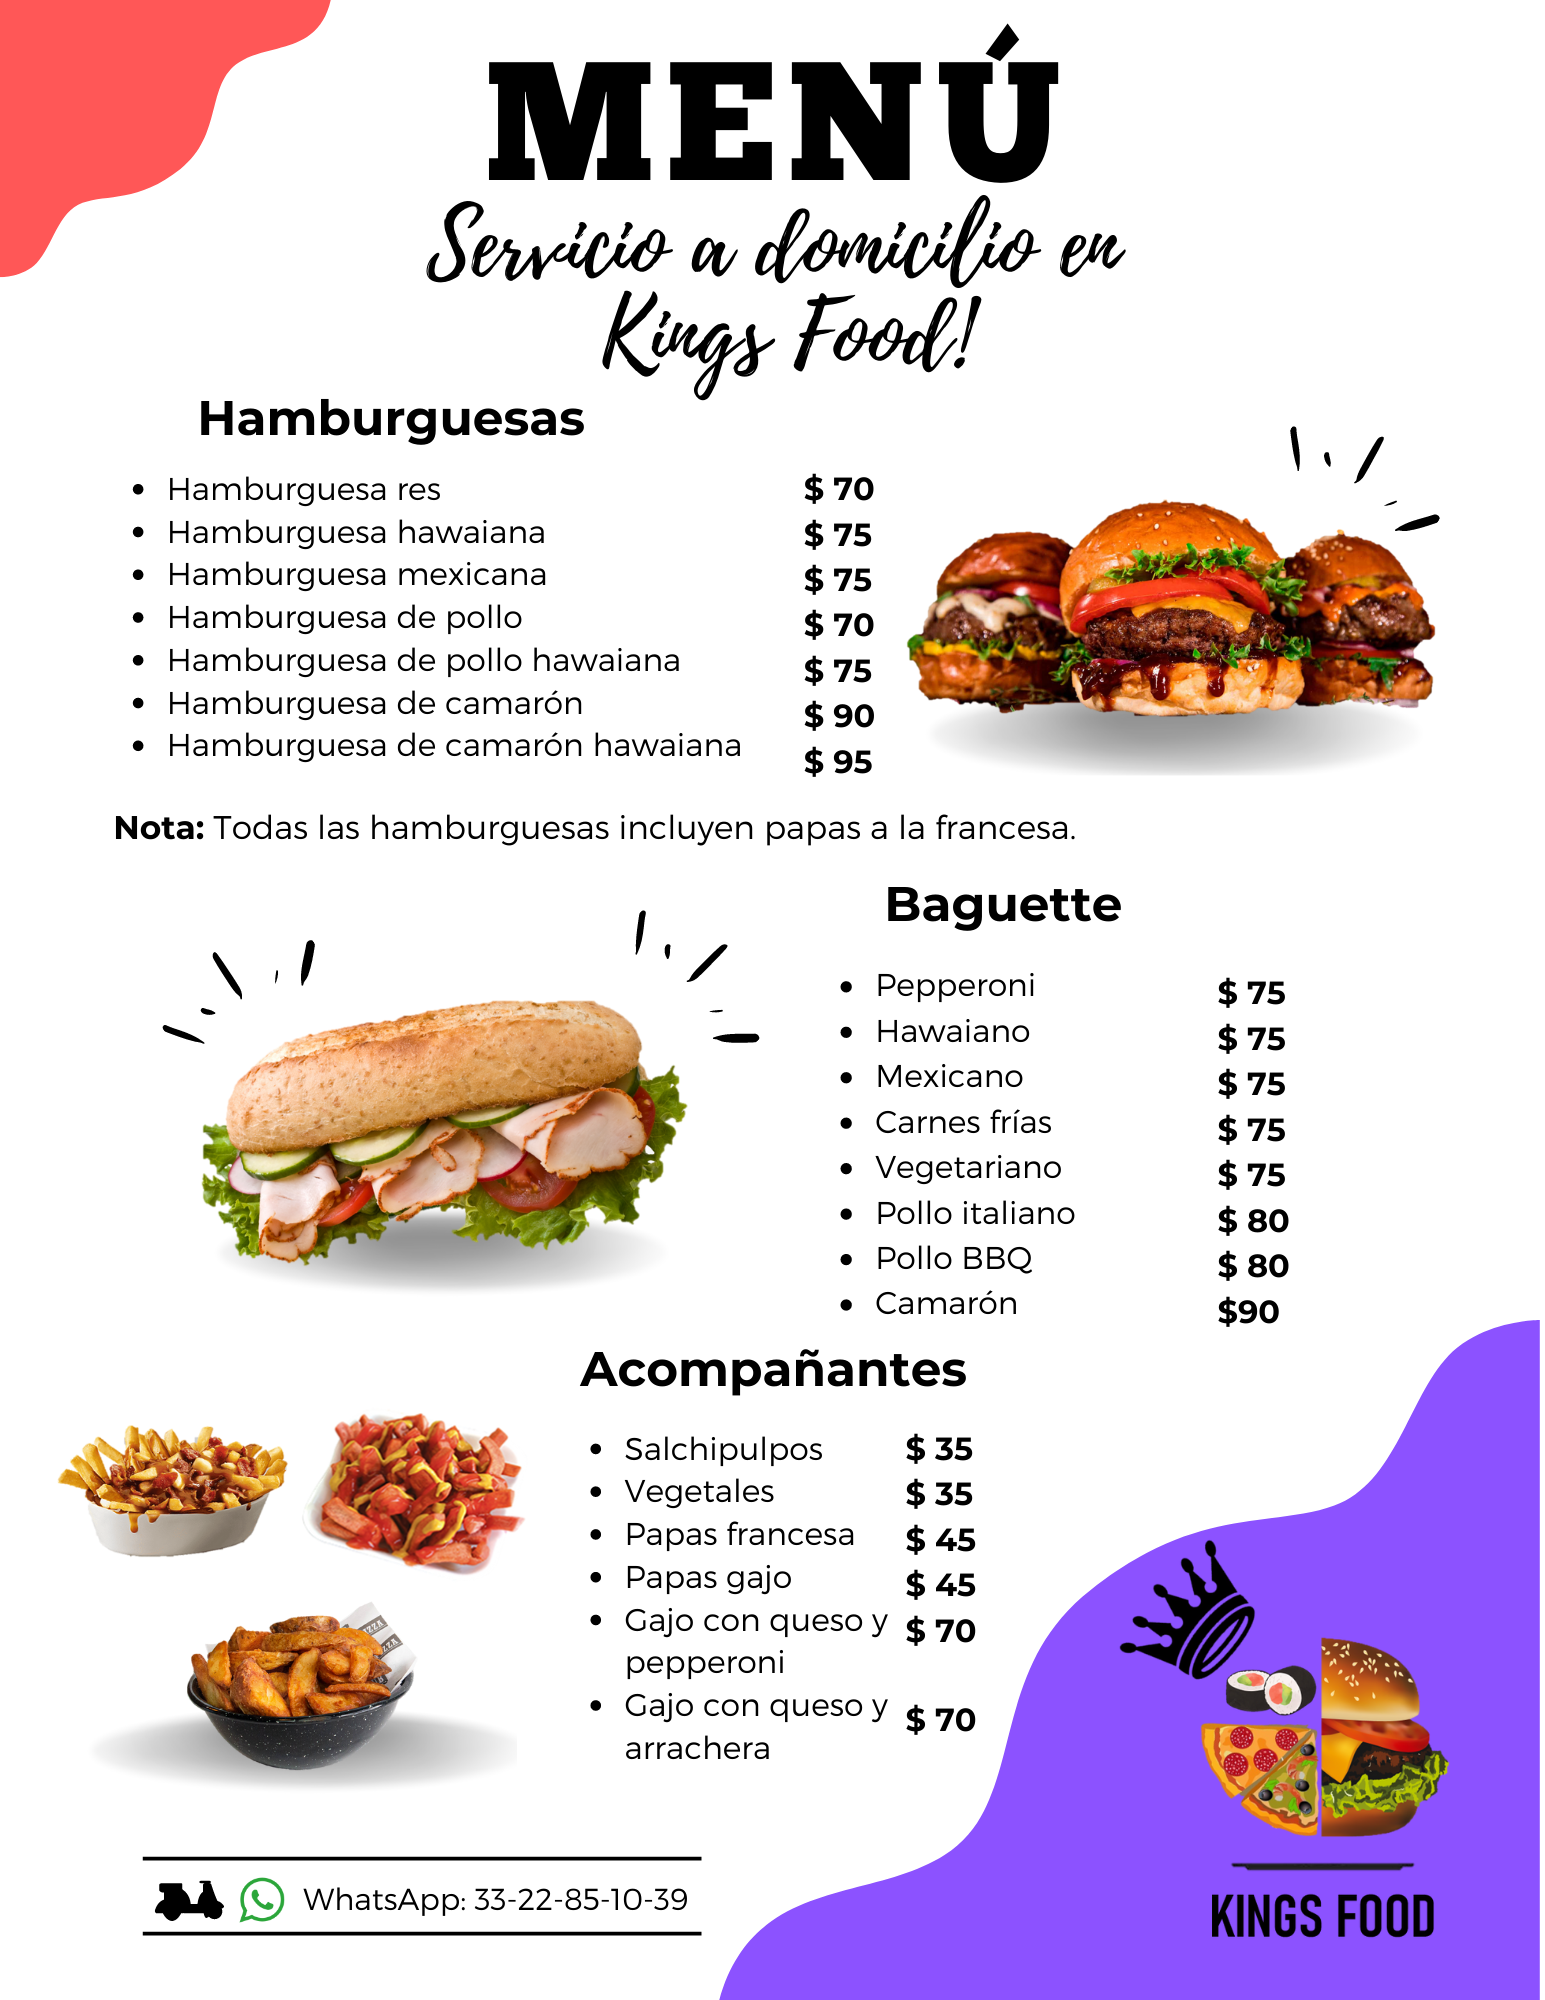 MENÚ
Servicio a domicilio en
Kings Food!
Hamburguesas
• Hamburguesa res $ 70
• Hamburguesa hawaiana $ 75
• Hamburguesa mexicana $ 75
• Hamburguesa de pollo $ 70
• Hamburguesa de pollo hawaiana $ 75
• Hamburguesa de camarón $ 90
• Hamburguesa de camarón hawaiana $ 95
Nota: Todas las hamburguesas incluyen papas a la francesa.
Baguette
• Pepperoni $ 75
• Hawaiano $ 75
• Mexicano $ 75
• Carnes frías $ 75
• Vegetariano $ 75
• Pollo italiano $ 80
• Pollo BBQ $ 80
• Camarón $90
Acompañantes
• Salchipulpos $ 35
• Vegetales $ 35
• Papas francesa $ 45
• Papas gajo $ 45
• Gajo con queso y $ 70
pepperoni
• Gajo con queso y $ 70
arrachera
WhatsApp: 33-22-85-10-39
KINGS FOOD